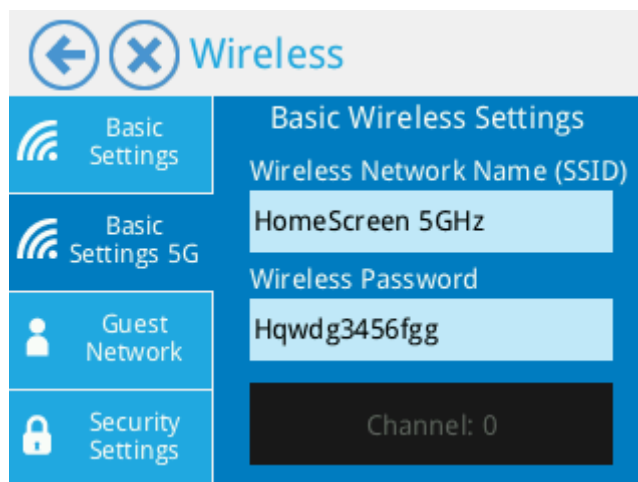 Wireless
Basic
Settings
Basic
Settings 5G
Guest
Network
Security
Settings
Basic Wireless Settings
Wireless Network Name (SSID)
HomeScreen 5GHz
Wireless Password
Hqwdg3456fgg
Channel: 0